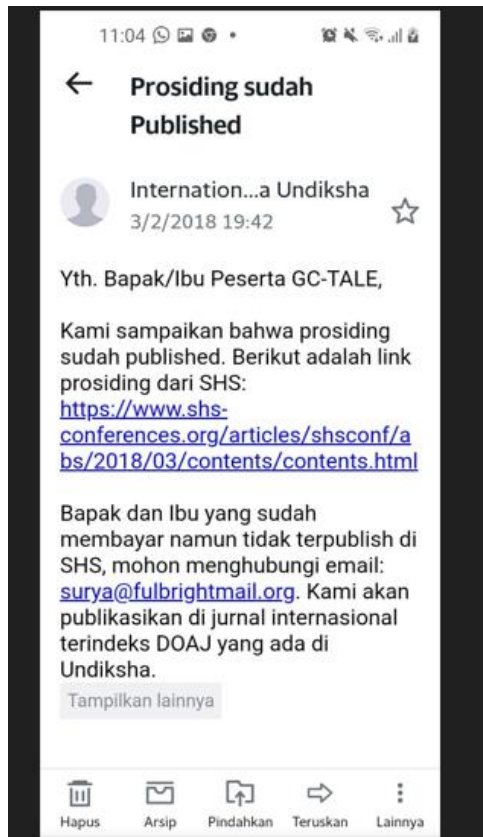 11:04
Prosiding sudah
Published
Internation...a Undiksha
3/2/2018 19:42
Yth. Bapak/Ibu Peserta GC-TALE,
Kami sampaikan bahwa prosiding
sudah published. Berikut adalah link
prosiding dari SHS:
https://www.shs-
conferences.org/articles/shsconf/a
bs/2018/03/contents/contents.html
Bapak dan Ibu yang sudah
membayar namun tidak terpublish di
SHS, mohon menghubungi email:
surya@fulbrightmail.org. Kami akan
publikasikan di jurnal internasional
terindeks DOAJ yang ada di
Undiksha.
Tampilkan lainnya
Hapus Arsip Pindahkan Teruskan Lainnya